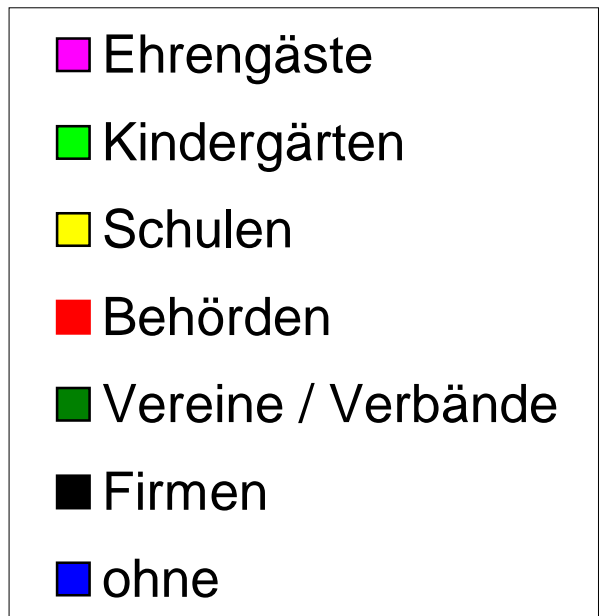 Ehrengäste
Kindergärten
Schulen
Behörden
Vereine / Verbände
Firmen
ohne